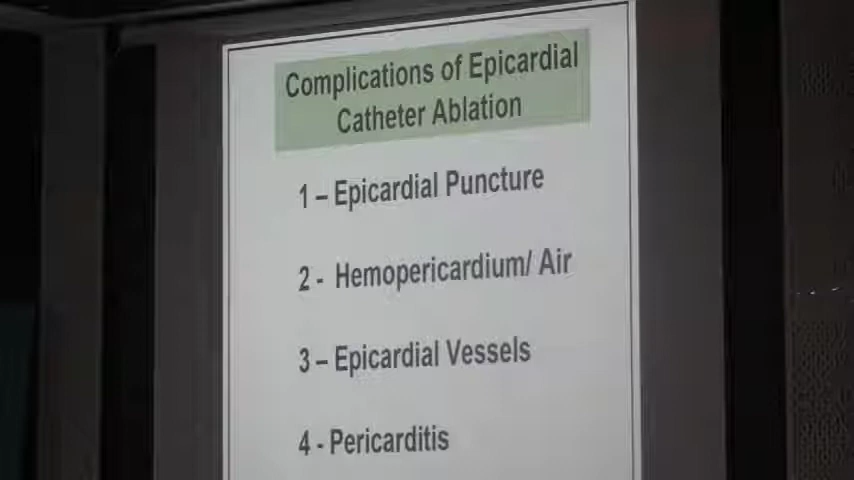 Complications of Epicardial
Catheter Ablation
1 – Epicardial Puncture
2 - Hemopericardium/ Air
3 – Epicardial Vessels
4 - Pericarditis